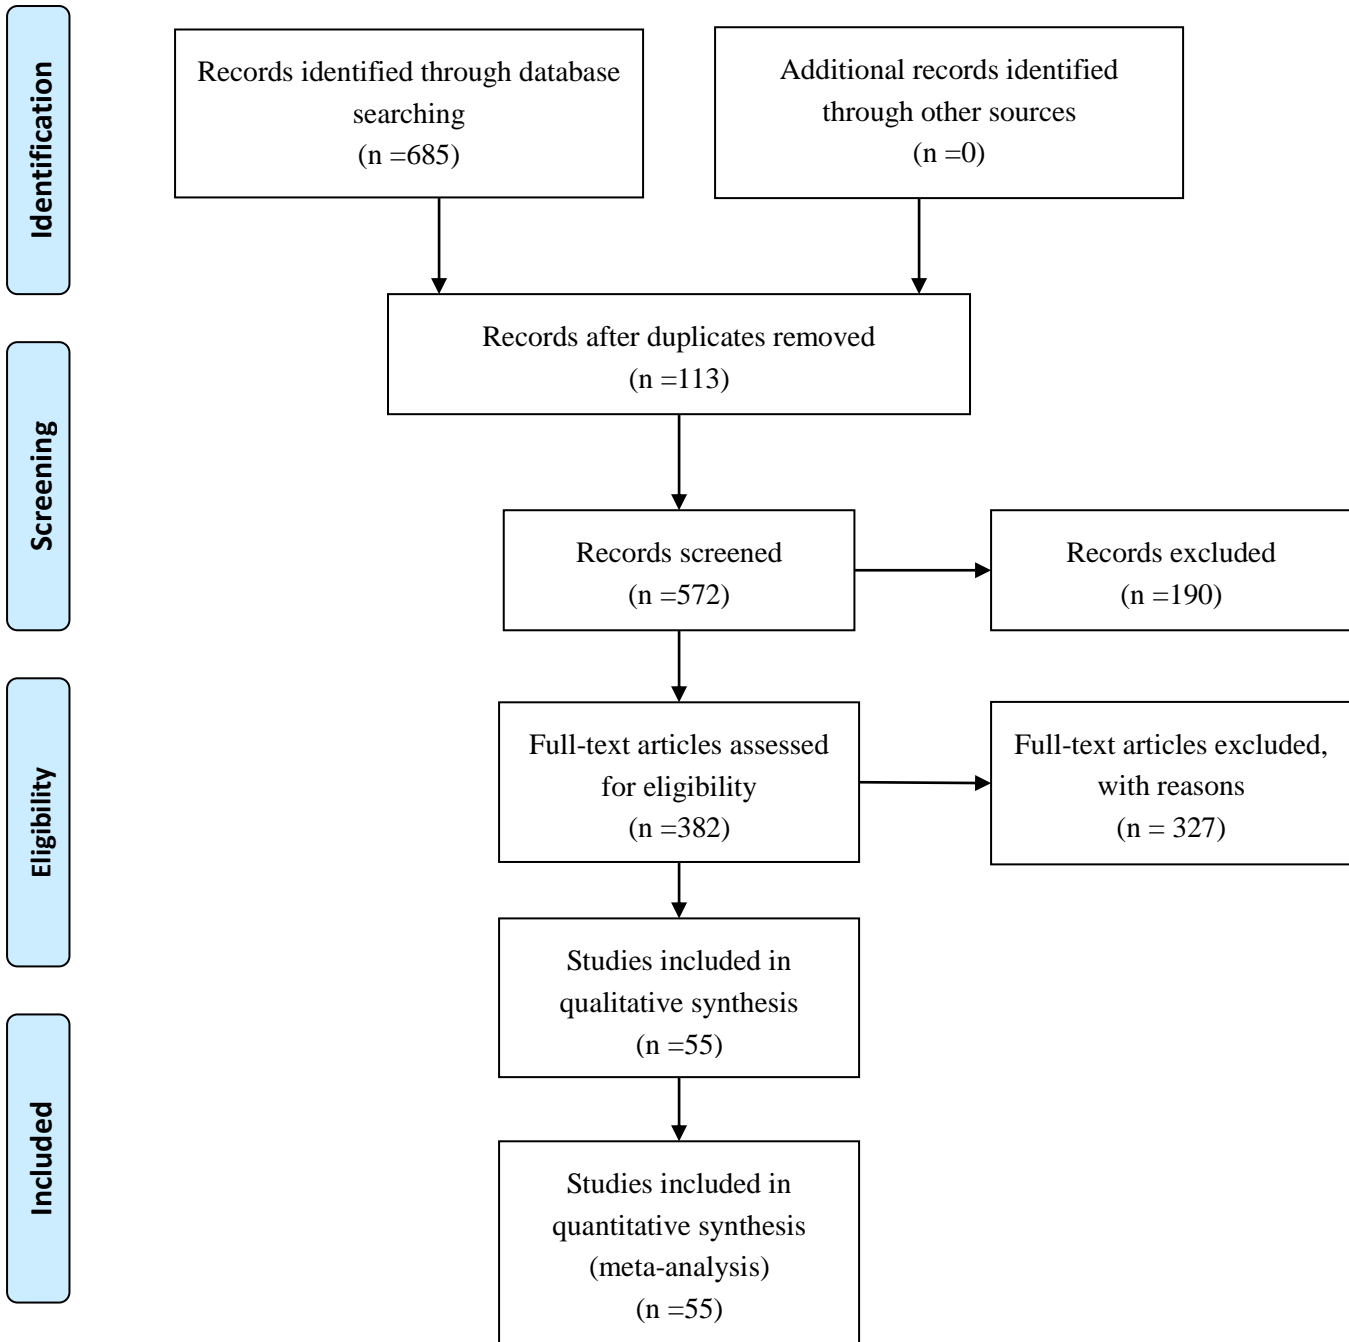 Identification
Records identified through database
searching
(n =685)
Additional records identified
through other sources
(n =0)
Records after duplicates removed
(n =113)
Screening
Records screened
(n =572)
Records excluded
(n =190)
Eligibility
Full-text articles assessed
for eligibility
(n =382)
Full-text articles excluded,
with reasons
(n = 327)
Studies included in
qualitative synthesis
(n =55)
Included
Studies included in
quantitative synthesis
(meta-analysis)
(n =55)